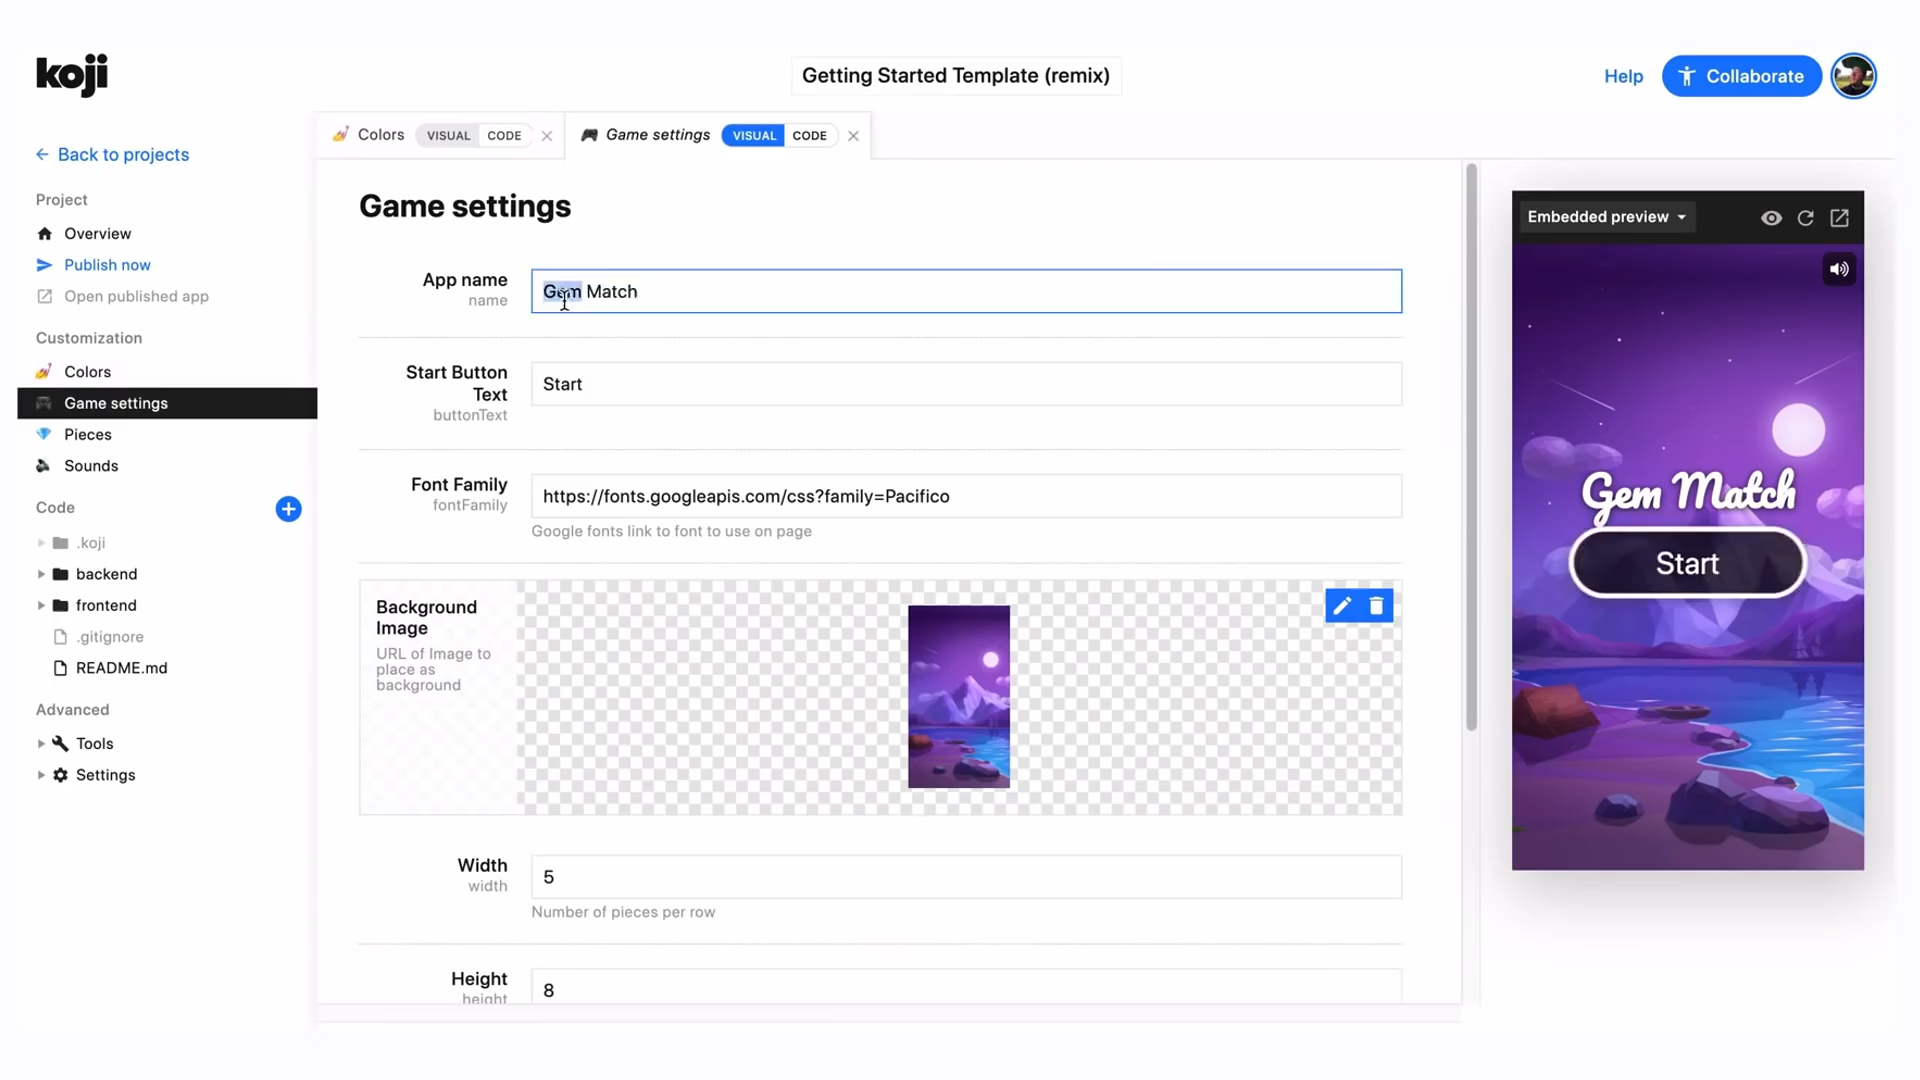 koji
Getting Started Template (remix)
Help
Collaborate
Back to projects
Project
Overview
Publish now
Open published app
Customization
Colors
Game settings
Pieces
Sounds
Code
.koji
backend
frontend
.gitignore
README.md
Advanced
Tools
Settings
Colors VISUAL CODE
Game settings VISUAL CODE
Game settings
App name
name
Gem Match
Start Button
Text
buttonText
Start
Font Family
fontFamily
https://fonts.googleapis.com/css?family=Pacifico
Google fonts link to font to use on page
Background
Image
URL of Image to
place as
background
Width
width
5
Number of pieces per row
Height
height
8
Embedded preview
Gem Match
Start